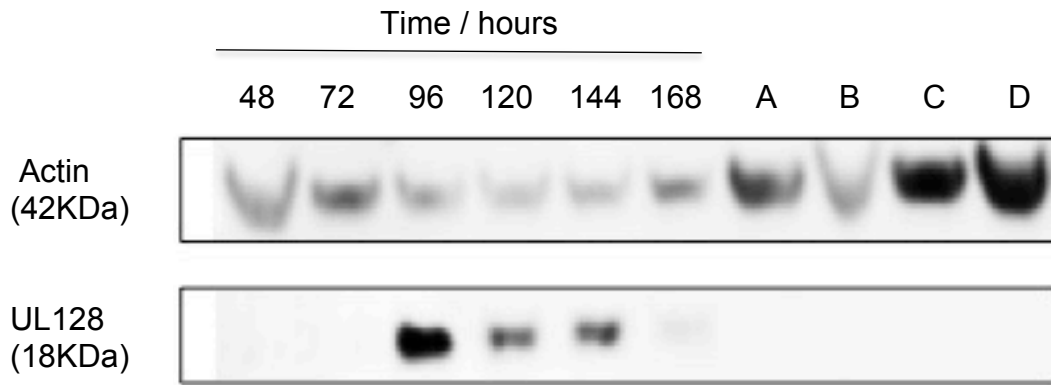 Time / hours
48 72 96 120 144 168 A B C D
Actin
(42KDa)
UL128
(18KDa)